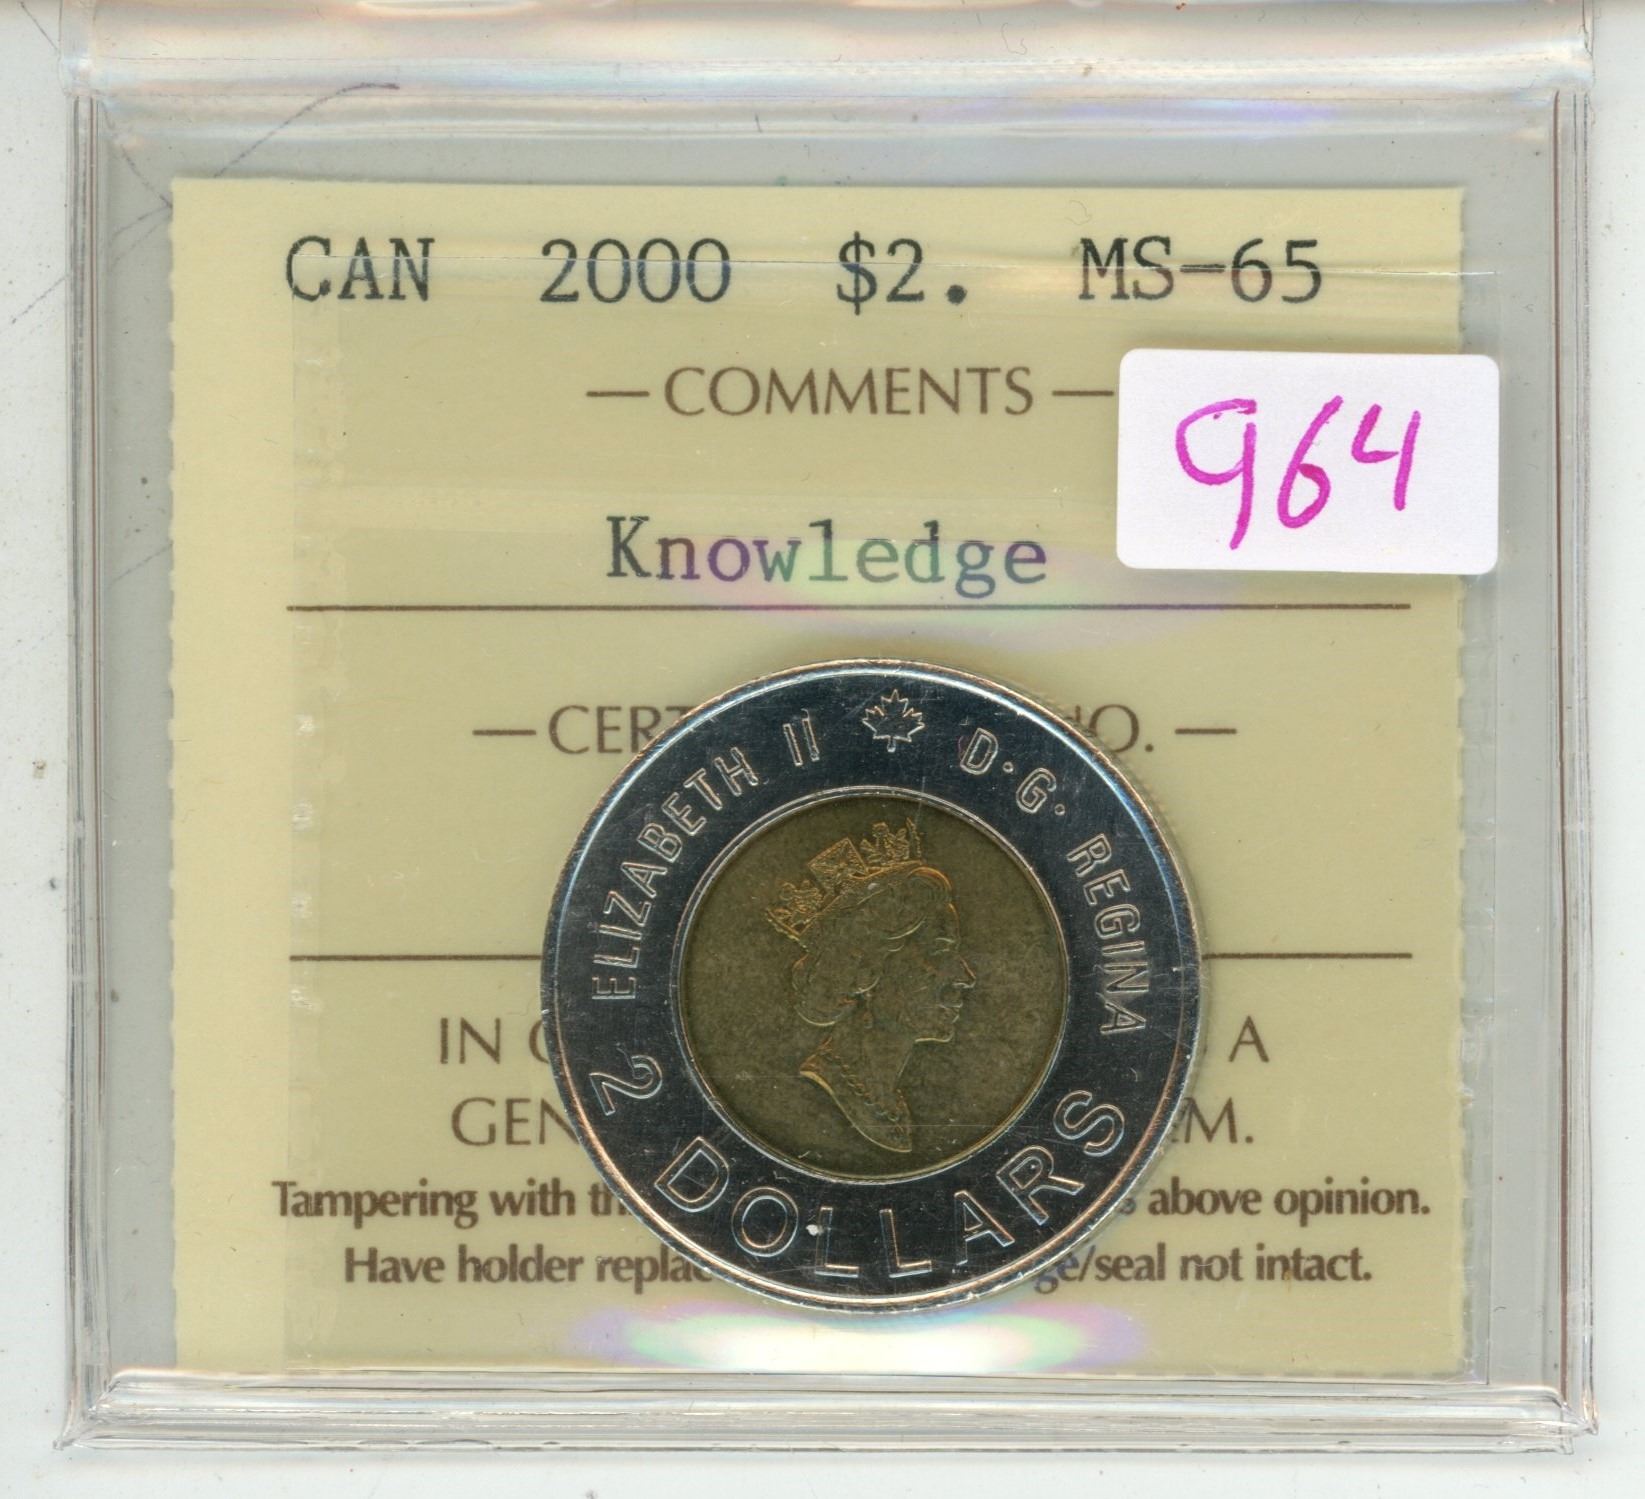 CAN 2000 $2. MS-65
— COMMENTS —
964
Knowledge
— CERT O. —
ELIZABETH II D·G· REGINA
2 DOLLARS
IN A
GEN EM.
Tampering with th above opinion.
Have holder replac ge/seal not intact.